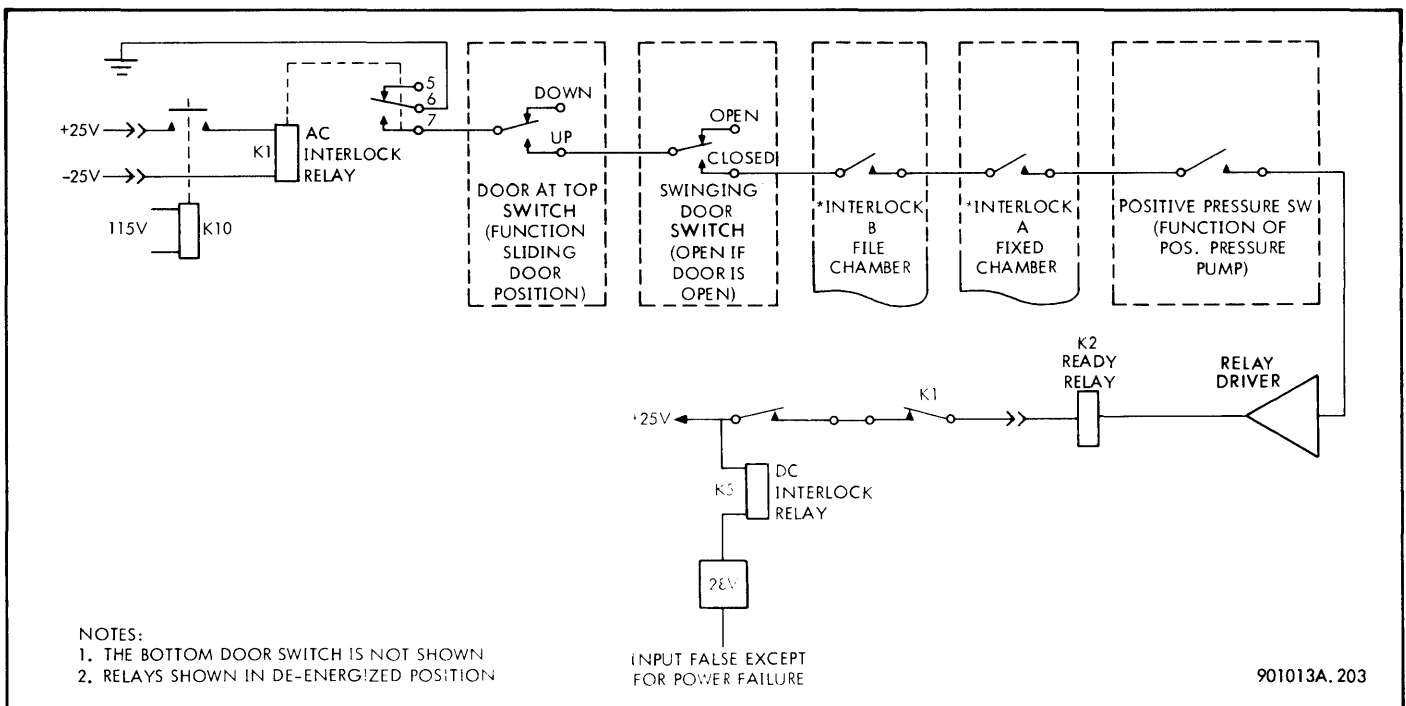 5
6
7
+25V
-25V
K1
AC
INTERLOCK
RELAY
115V
K10
DOWN
UP
DOOR AT TOP
SWITCH
(FUNCTION
SLIDING
DOOR
POSITION)
OPEN
CLOSED
SWINGING
DOOR
SWITCH
(OPEN IF
DOOR IS
OPEN)
*INTERLOCK
B
FILE
CHAMBER
*INTERLOCK
A
FIXED
CHAMBER
POSITIVE PRESSURE SW
(FUNCTION OF
POS. PRESSURE
PUMP)
K2
READY
RELAY
RELAY
DRIVER
K1
+25V
DC
INTERLOCK
RELAY
INPUT FALSE EXCEPT
FOR POWER FAILURE
NOTES:
1. THE BOTTOM DOOR SWITCH IS NOT SHOWN
2. RELAYS SHOWN IN DE-ENERGIZED POSITION
901013A.203